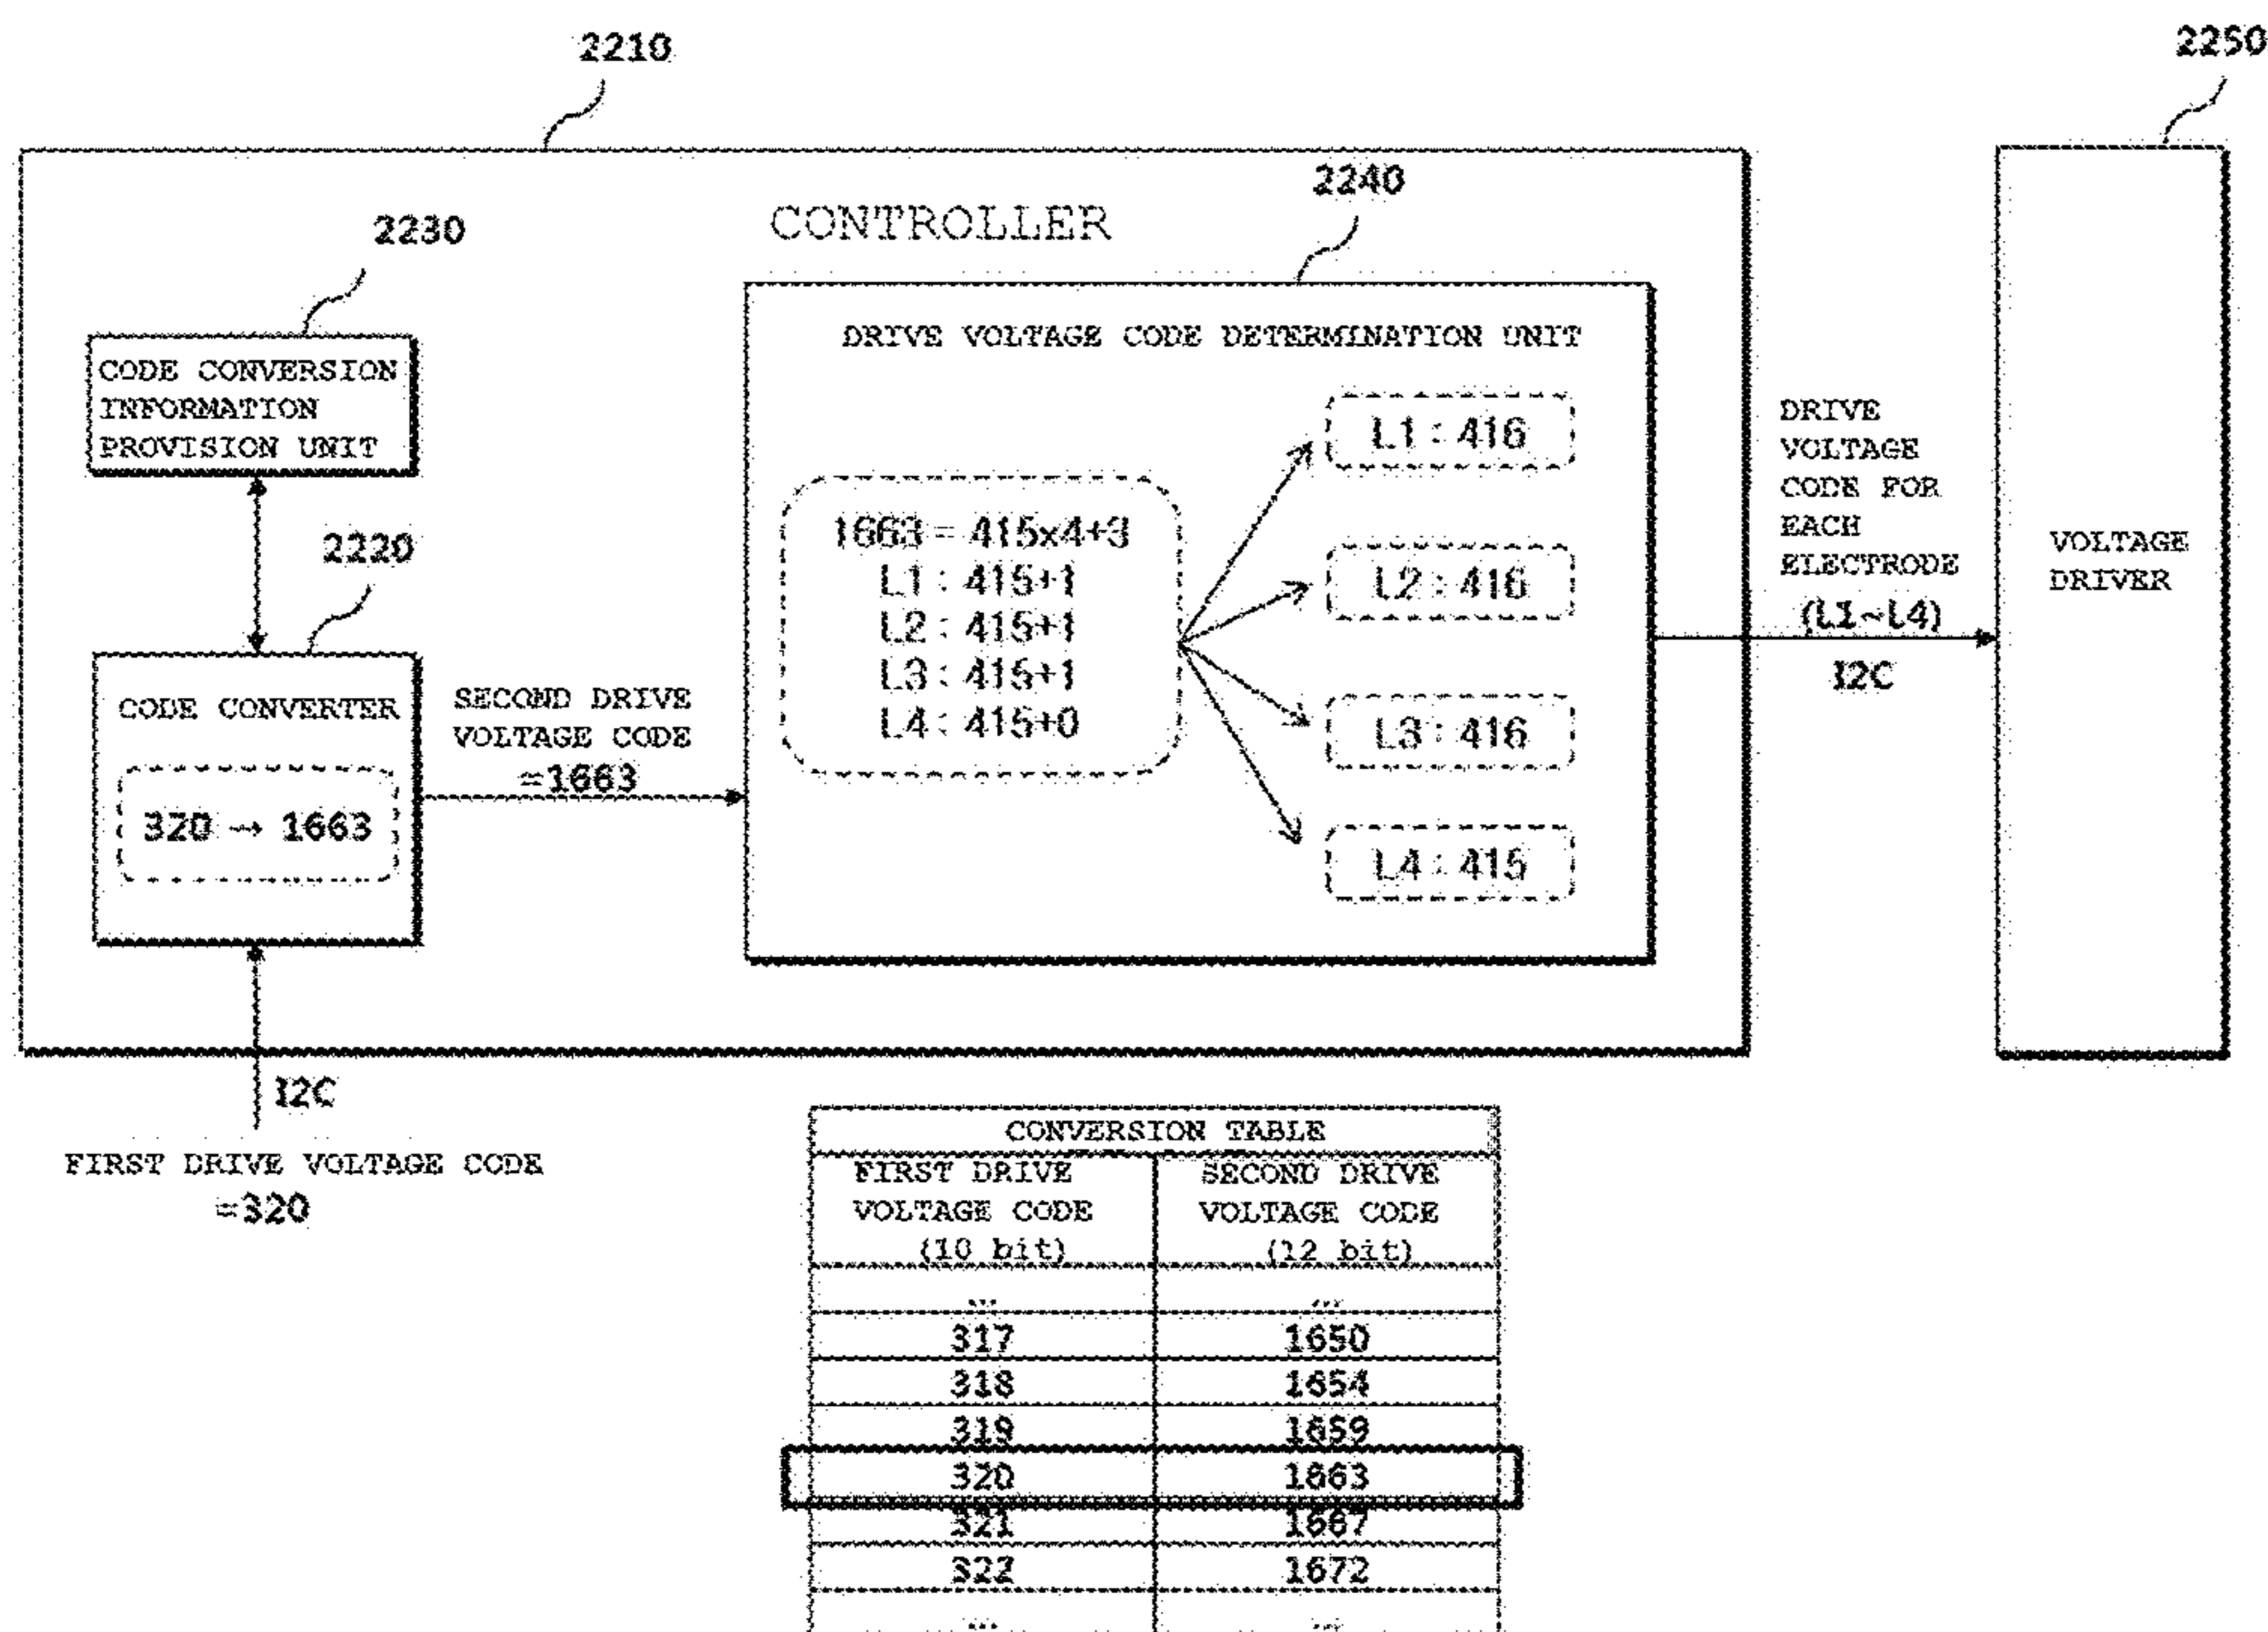 2210
2250
2240
CONTROLLER
2230
DRIVE VOLTAGE CODE DETERMINATION UNIT
CODE CONVERSION
INFORMATION
PROVISION UNIT
2220
CODE CONVERTER
320 → 1663
SECOND DRIVE
VOLTAGE CODE
=1663
1663 = 415x4+3
L1 : 415+1
L2 : 415+1
L3 : 415+1
L4 : 415+0
L1 : 416
L2 : 416
L3 : 416
L4 : 415
DRIVE
VOLTAGE
CODE FOR
EACH
ELECTRODE
(L1~L4)
I2C
VOLTAGE
DRIVER
I2C
FIRST DRIVE VOLTAGE CODE
=320
CONVERSION TABLE
FIRST DRIVE
VOLTAGE CODE
(10 bit)
SECOND DRIVE
VOLTAGE CODE
(12 bit)
... ...
317 1650
318 1654
319 1659
320 1663
321 1667
322 1672
... ...